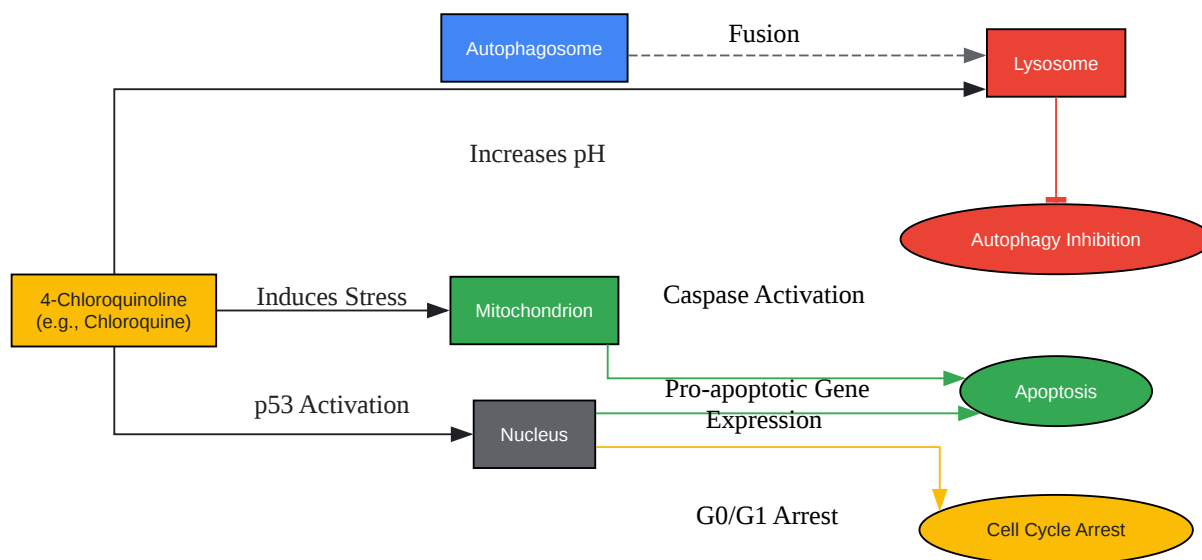 Autophagosome
Fusion
Lysosome
Increases pH
Autophagy Inhibition
4-Chloroquinoline
(e.g., Chloroquine)
Induces Stress
Mitochondrion
Caspase Activation
Apoptosis
Pro-apoptotic Gene
Expression
p53 Activation
Nucleus
G0/G1 Arrest
Cell Cycle Arrest